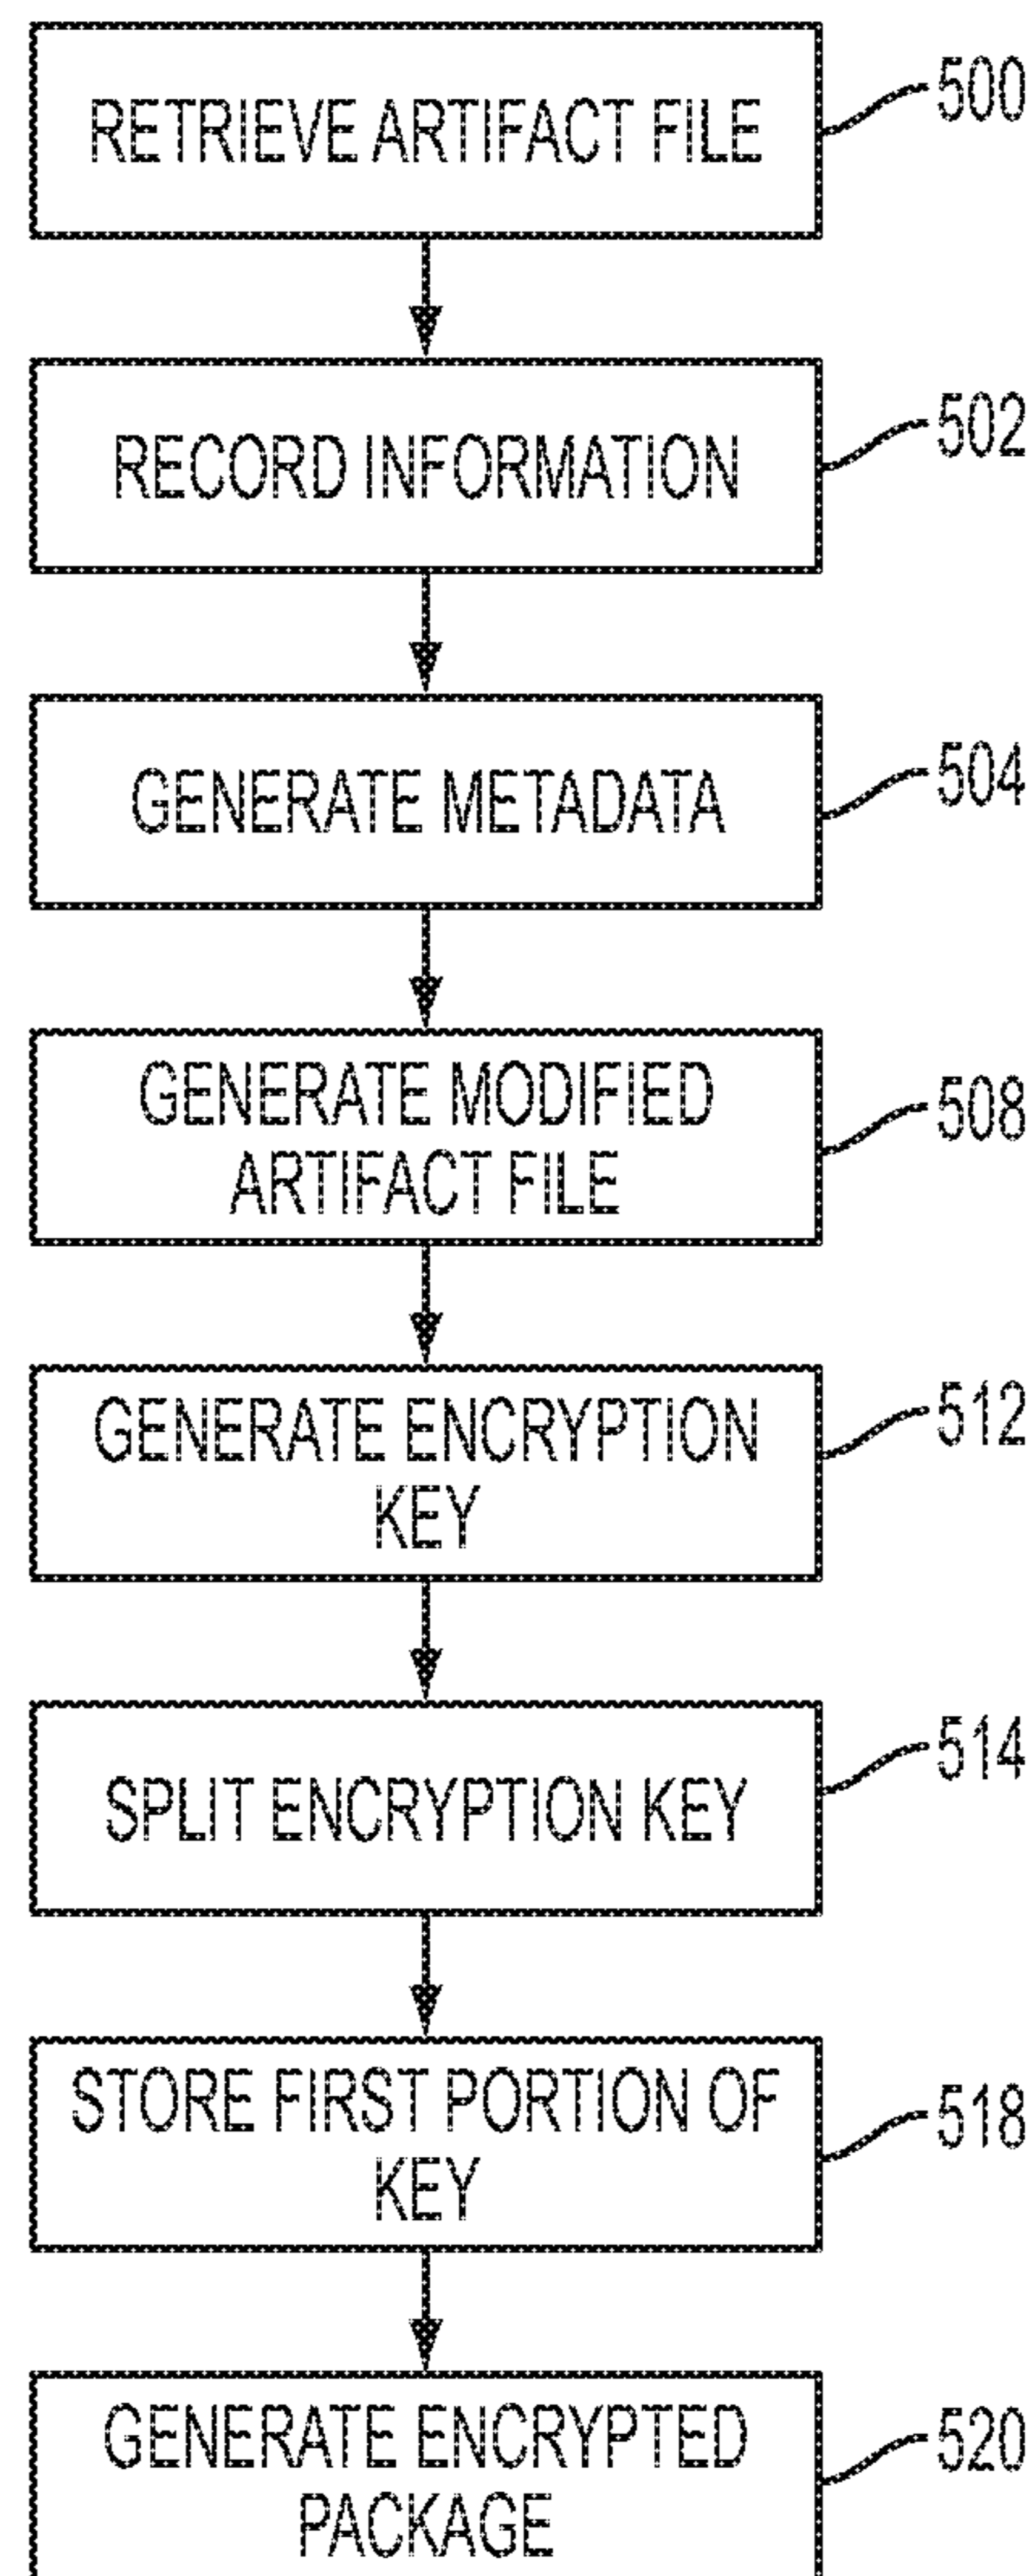 RETRIEVE ARTIFACT FILE
500
RECORD INFORMATION
502
GENERATE METADATA
504
GENERATE MODIFIED
ARTIFACT FILE
508
GENERATE ENCRYPTION
KEY
512
SPLIT ENCRYPTION KEY
514
STORE FIRST PORTION OF
KEY
518
GENERATE ENCRYPTED
PACKAGE
520